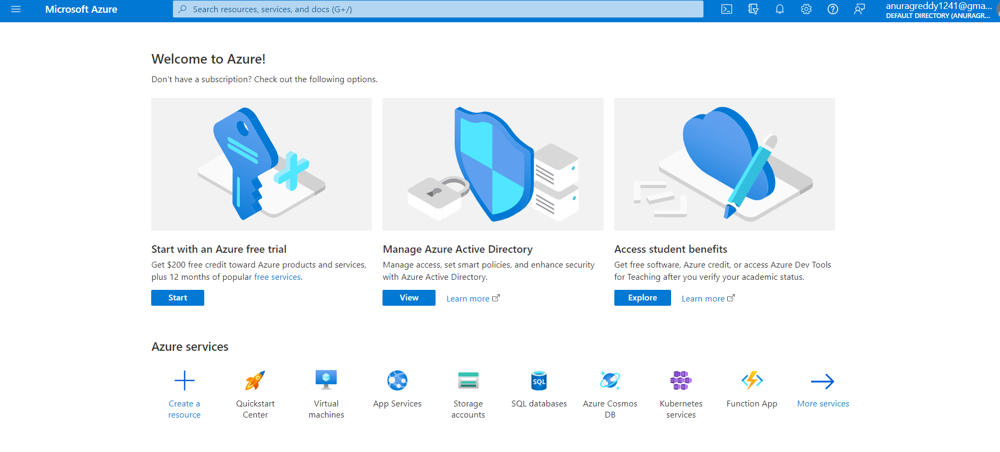 Microsoft Azure
Search resources, services, and docs (G+/)
anuragreddy1241@gma...
DEFAULT DIRECTORY (ANURAGR...
Welcome to Azure!
Don't have a subscription? Check out the following options.
Start with an Azure free trial
Get $200 free credit toward Azure products and services,
plus 12 months of popular free services.
Start
Manage Azure Active Directory
Manage access, set smart policies, and enhance security
with Azure Active Directory.
View
Learn more
Access student benefits
Get free software, Azure credit, or access Azure Dev Tools
for Teaching after you verify your academic status.
Explore
Learn more
Azure services
SQL
Create a
resource
Quickstart
Center
Virtual
machines
App Services
Storage
accounts
SQL databases
Azure Cosmos
DB
Kubernetes
services
Function App
More services